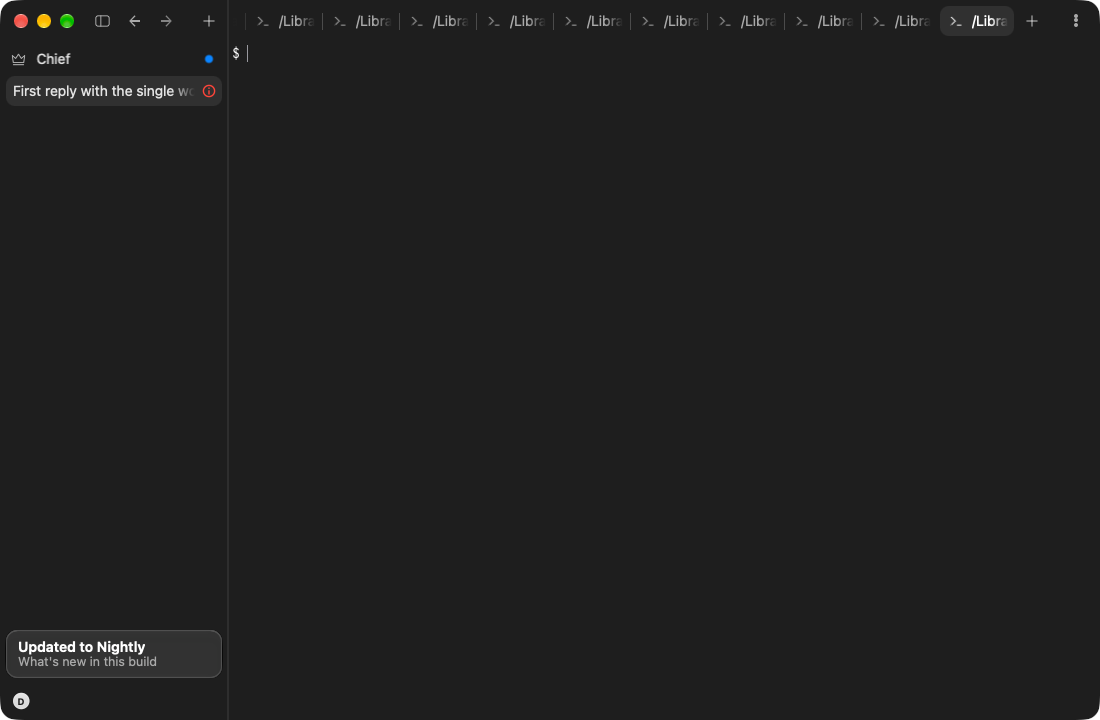 /Libra
/Libra
/Libra
/Libra
/Libra
/Libra
/Libra
/Libra
/Libra
/Libra
Chief
$
First reply with the single wo
Updated to Nightly
What's new in this build
D